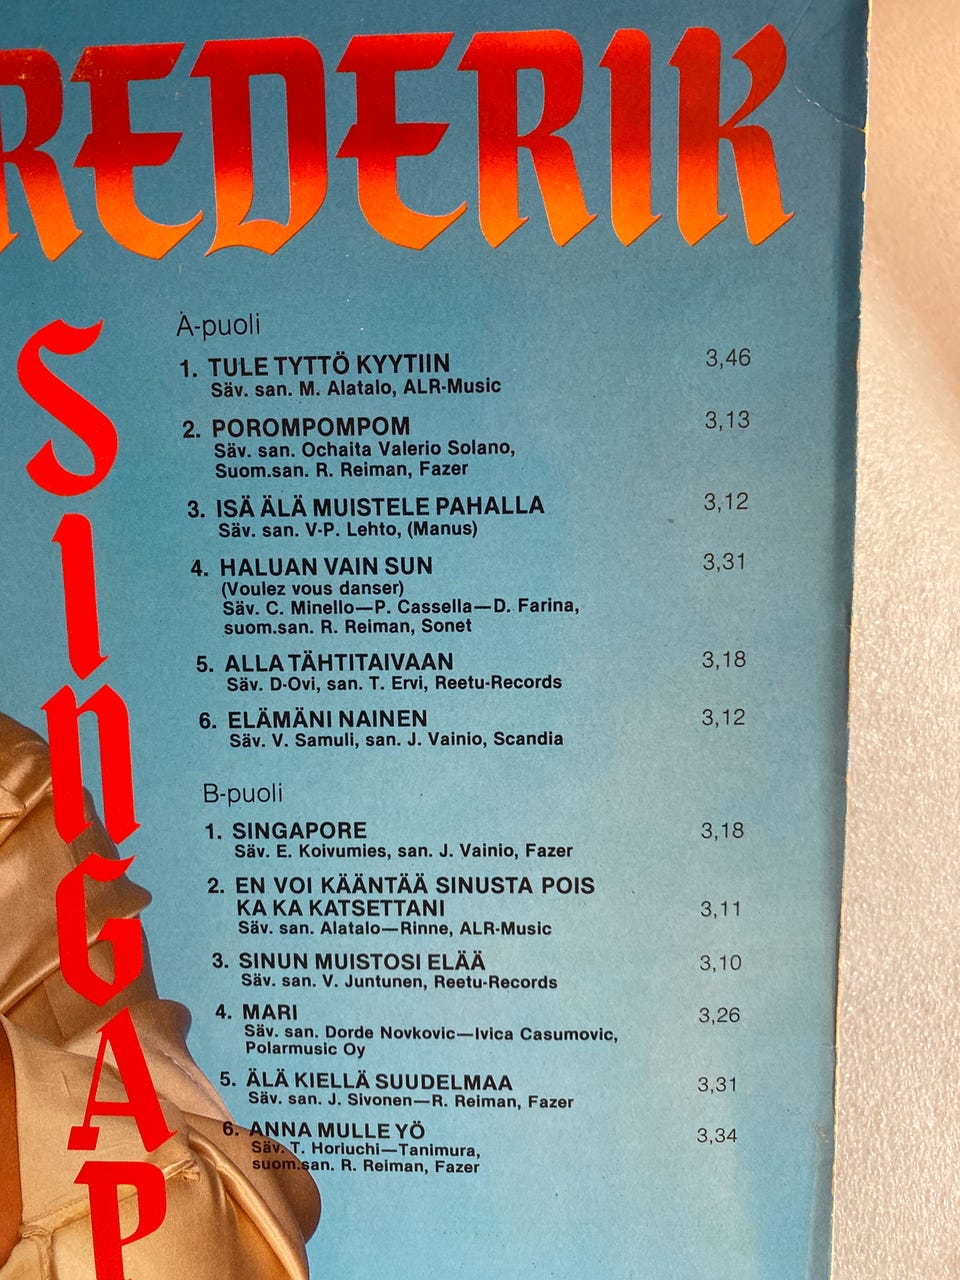 REDERIK
SINGAP
A-puoli
1. TULE TYTTÖ KYYTIIN 3,46
Säv. san. M. Alatalo, ALR-Music
2. POROMPOMPOM 3,13
Säv. san. Ochaita Valerio Solano,
Suom.san. R. Reiman, Fazer
3. ISÄ ÄLÄ MUISTELE PAHALLA 3,12
Säv. san. V-P. Lehto, (Manus)
4. HALUAN VAIN SUN 3,31
(Voulez vous danser)
Säv. C. Minello—P. Cassella—D. Farina,
suom.san. R. Reiman, Sonet
5. ALLA TÄHTITAIVAAN 3,18
Säv. D-Ovi, san. T. Ervi, Reetu-Records
6. ELÄMÄNI NAINEN 3,12
Säv. V. Samuli, san. J. Vainio, Scandia
B-puoli
1. SINGAPORE 3,18
Säv. E. Koivumies, san. J. Vainio, Fazer
2. EN VOI KÄÄNTÄÄ SINUSTA POIS
KA KA KATSETTANI 3,11
Säv. san. Alatalo—Rinne, ALR-Music
3. SINUN MUISTOSI ELÄÄ 3,10
Säv. san. V. Juntunen, Reetu-Records
4. MARI 3,26
Säv. san. Dorde Novkovic—Ivica Casumovic,
Polarmusic Oy
5. ÄLÄ KIELLÄ SUUDELMAA 3,31
Säv. san. J. Sivonen—R. Reiman, Fazer
6. ANNA MULLE YÖ 3,34
Säv. T. Horiuchi—Tanimura,
suom.san. R. Reiman, Fazer